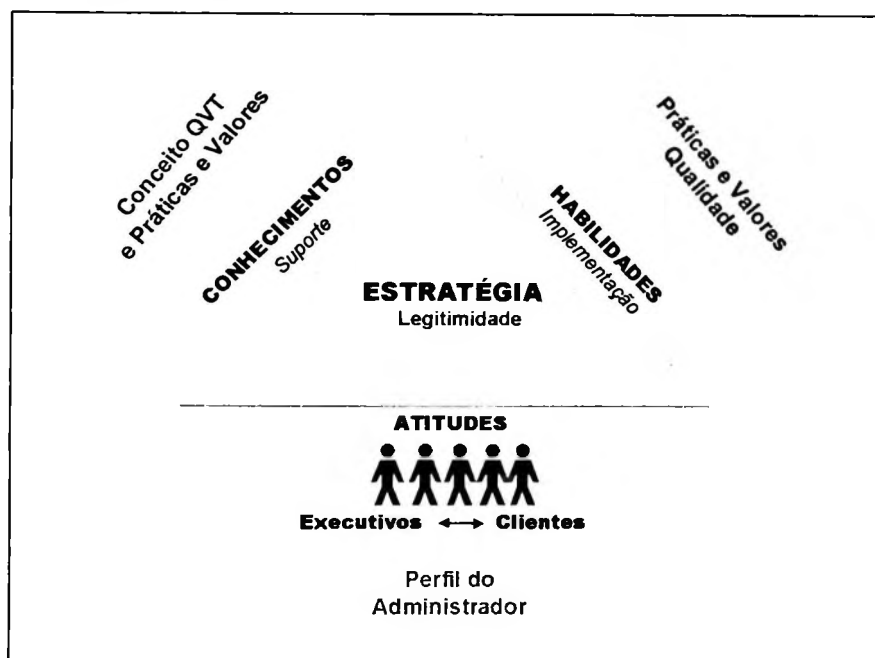 Conceito QVT
e Práticas e Valores
CONHECIMENTOS
Suporte
Práticas e Valores
Qualidade
HABILIDADES
Implementação
ESTRATÉGIA
Legitimidade
ATITUDES
Executivos ↔ Clientes
Perfil do
Administrador